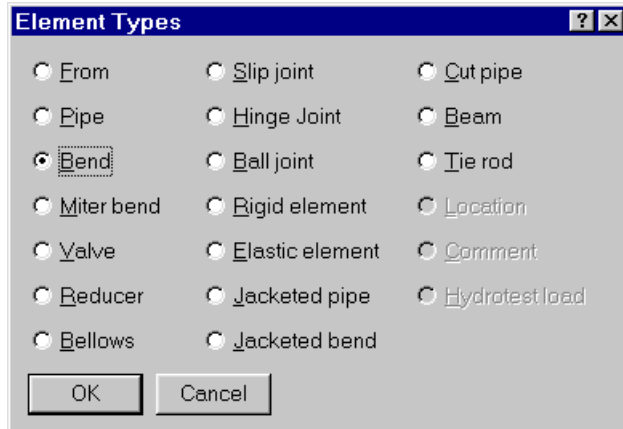 Element Types
From
Slip joint
Cut pipe
Pipe
Hinge Joint
Beam
Bend
Ball joint
Tie rod
Miter bend
Rigid element
Location
Valve
Elastic element
Comment
Reducer
Jacketed pipe
Hydrotest load
Bellows
Jacketed bend
OK
Cancel